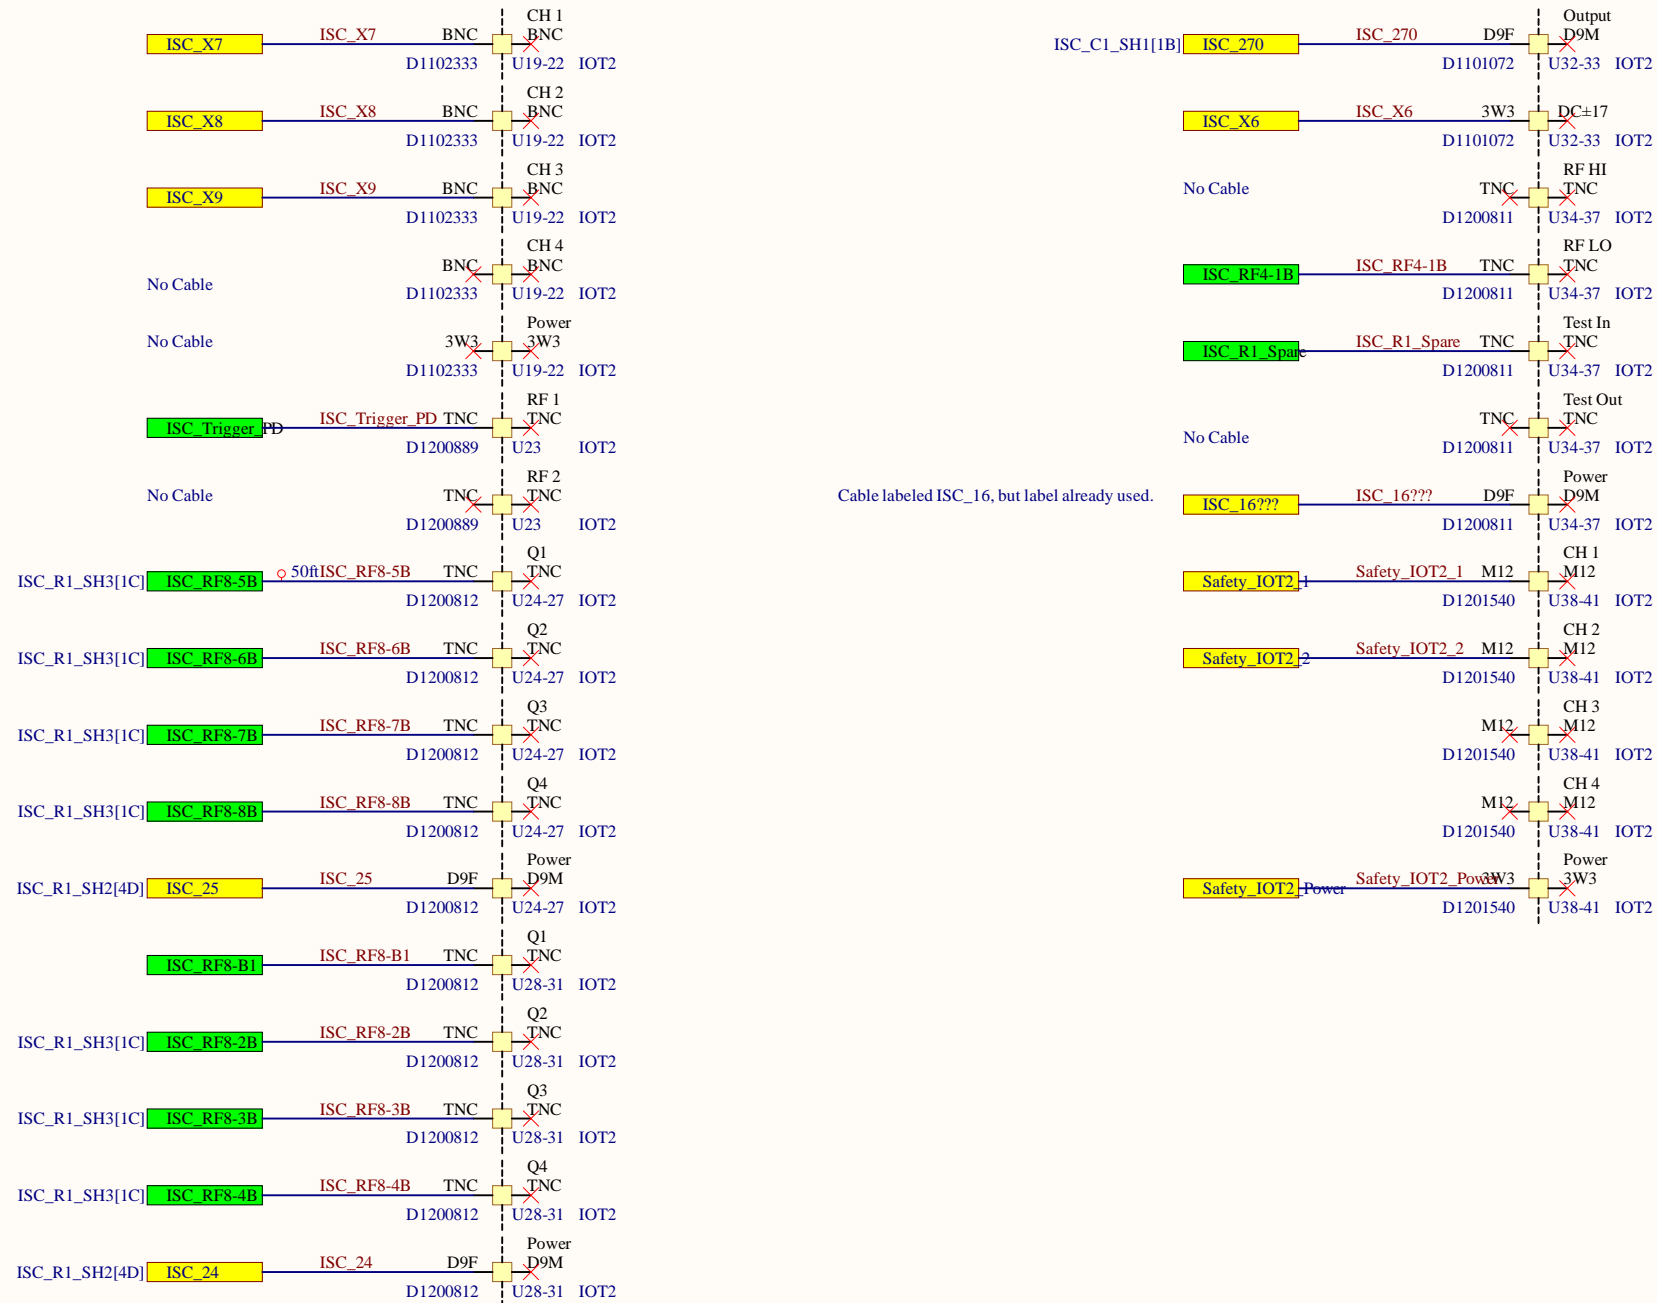 CH 1
ISC_X7 ISC_X7 BNC BNC
D1102333 U19-22 IOT2
CH 2
ISC_X8 ISC_X8 BNC BNC
D1102333 U19-22 IOT2
CH 3
ISC_X9 ISC_X9 BNC BNC
D1102333 U19-22 IOT2
CH 4
No Cable BNC BNC
D1102333 U19-22 IOT2
Power
No Cable 3W3 3W3
D1102333 U19-22 IOT2
RF 1
ISC_Trigger_PD ISC_Trigger_PD TNC TNC
D1200889 U23 IOT2
RF 2
No Cable TNC TNC
D1200889 U23 IOT2
Q1
ISC_R1_SH3[1C] ISC_RF8-5B 50ft ISC_RF8-5B TNC TNC
D1200812 U24-27 IOT2
Q2
ISC_R1_SH3[1C] ISC_RF8-6B ISC_RF8-6B TNC TNC
D1200812 U24-27 IOT2
Q3
ISC_R1_SH3[1C] ISC_RF8-7B ISC_RF8-7B TNC TNC
D1200812 U24-27 IOT2
Q4
ISC_R1_SH3[1C] ISC_RF8-8B ISC_RF8-8B TNC TNC
D1200812 U24-27 IOT2
Power
ISC_R1_SH2[4D] ISC_25 ISC_25 D9F D9M
D1200812 U24-27 IOT2
Q1
ISC_RF8-B1 ISC_RF8-B1 TNC TNC
D1200812 U28-31 IOT2
Q2
ISC_R1_SH3[1C] ISC_RF8-2B ISC_RF8-2B TNC TNC
D1200812 U28-31 IOT2
Q3
ISC_R1_SH3[1C] ISC_RF8-3B ISC_RF8-3B TNC TNC
D1200812 U28-31 IOT2
Q4
ISC_R1_SH3[1C] ISC_RF8-4B ISC_RF8-4B TNC TNC
D1200812 U28-31 IOT2
Power
ISC_R1_SH2[4D] ISC_24 ISC_24 D9F D9M
D1200812 U28-31 IOT2
Output
ISC_C1_SH1[1B] ISC_270 ISC_270 D9F D9M
D1101072 U32-33 IOT2
ISC_X6 ISC_X6 3W3 DC±17
D1101072 U32-33 IOT2
RF HI
No Cable TNC TNC
D1200811 U34-37 IOT2
RF LO
ISC_RF4-1B ISC_RF4-1B TNC TNC
D1200811 U34-37 IOT2
Test In
ISC_R1_Spare ISC_R1_Spare TNC TNC
D1200811 U34-37 IOT2
Test Out
No Cable TNC TNC
D1200811 U34-37 IOT2
Power
Cable labeled ISC_16, but label already used. ISC_16??? ISC_16??? D9F D9M
D1200811 U34-37 IOT2
CH 1
Safety_IOT2_1 Safety_IOT2_1 M12 M12
D1201540 U38-41 IOT2
CH 2
Safety_IOT2_2 Safety_IOT2_2 M12 M12
D1201540 U38-41 IOT2
CH 3
M12 M12
D1201540 U38-41 IOT2
CH 4
M12 M12
D1201540 U38-41 IOT2
Power
Safety_IOT2_Power Safety_IOT2_Power 3W3 3W3
D1201540 U38-41 IOT2